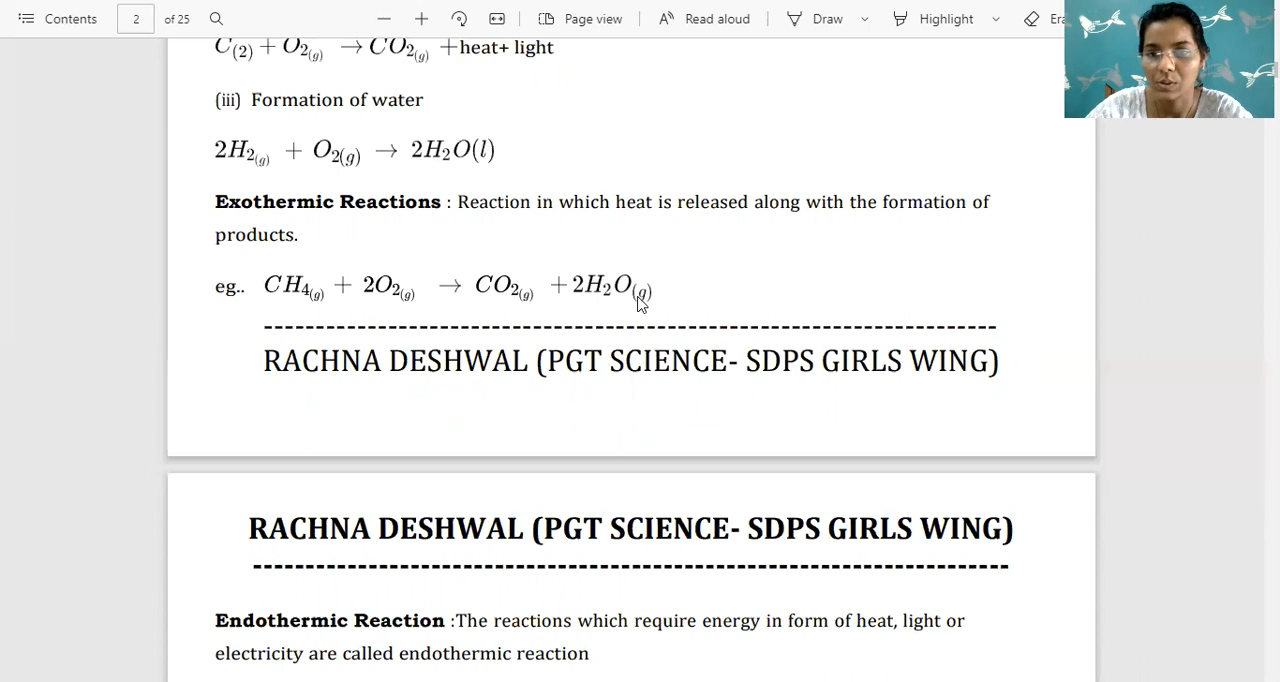 Contents 2 of 25 Page view Read aloud Draw Highlight
C(2) + O2(g) → CO2(g) +heat+ light
(iii) Formation of water
2H2(g) + O2(g) → 2H2O(l)
Exothermic Reactions : Reaction in which heat is released along with the formation of
products.
eg.. CH4(g) + 2O2(g) → CO2(g) +2H2O(g)
--------------------------------------------------------------------
RACHNA DESHWAL (PGT SCIENCE- SDPS GIRLS WING)
RACHNA DESHWAL (PGT SCIENCE- SDPS GIRLS WING)
--------------------------------------------------------------------
Endothermic Reaction :The reactions which require energy in form of heat, light or
electricity are called endothermic reaction